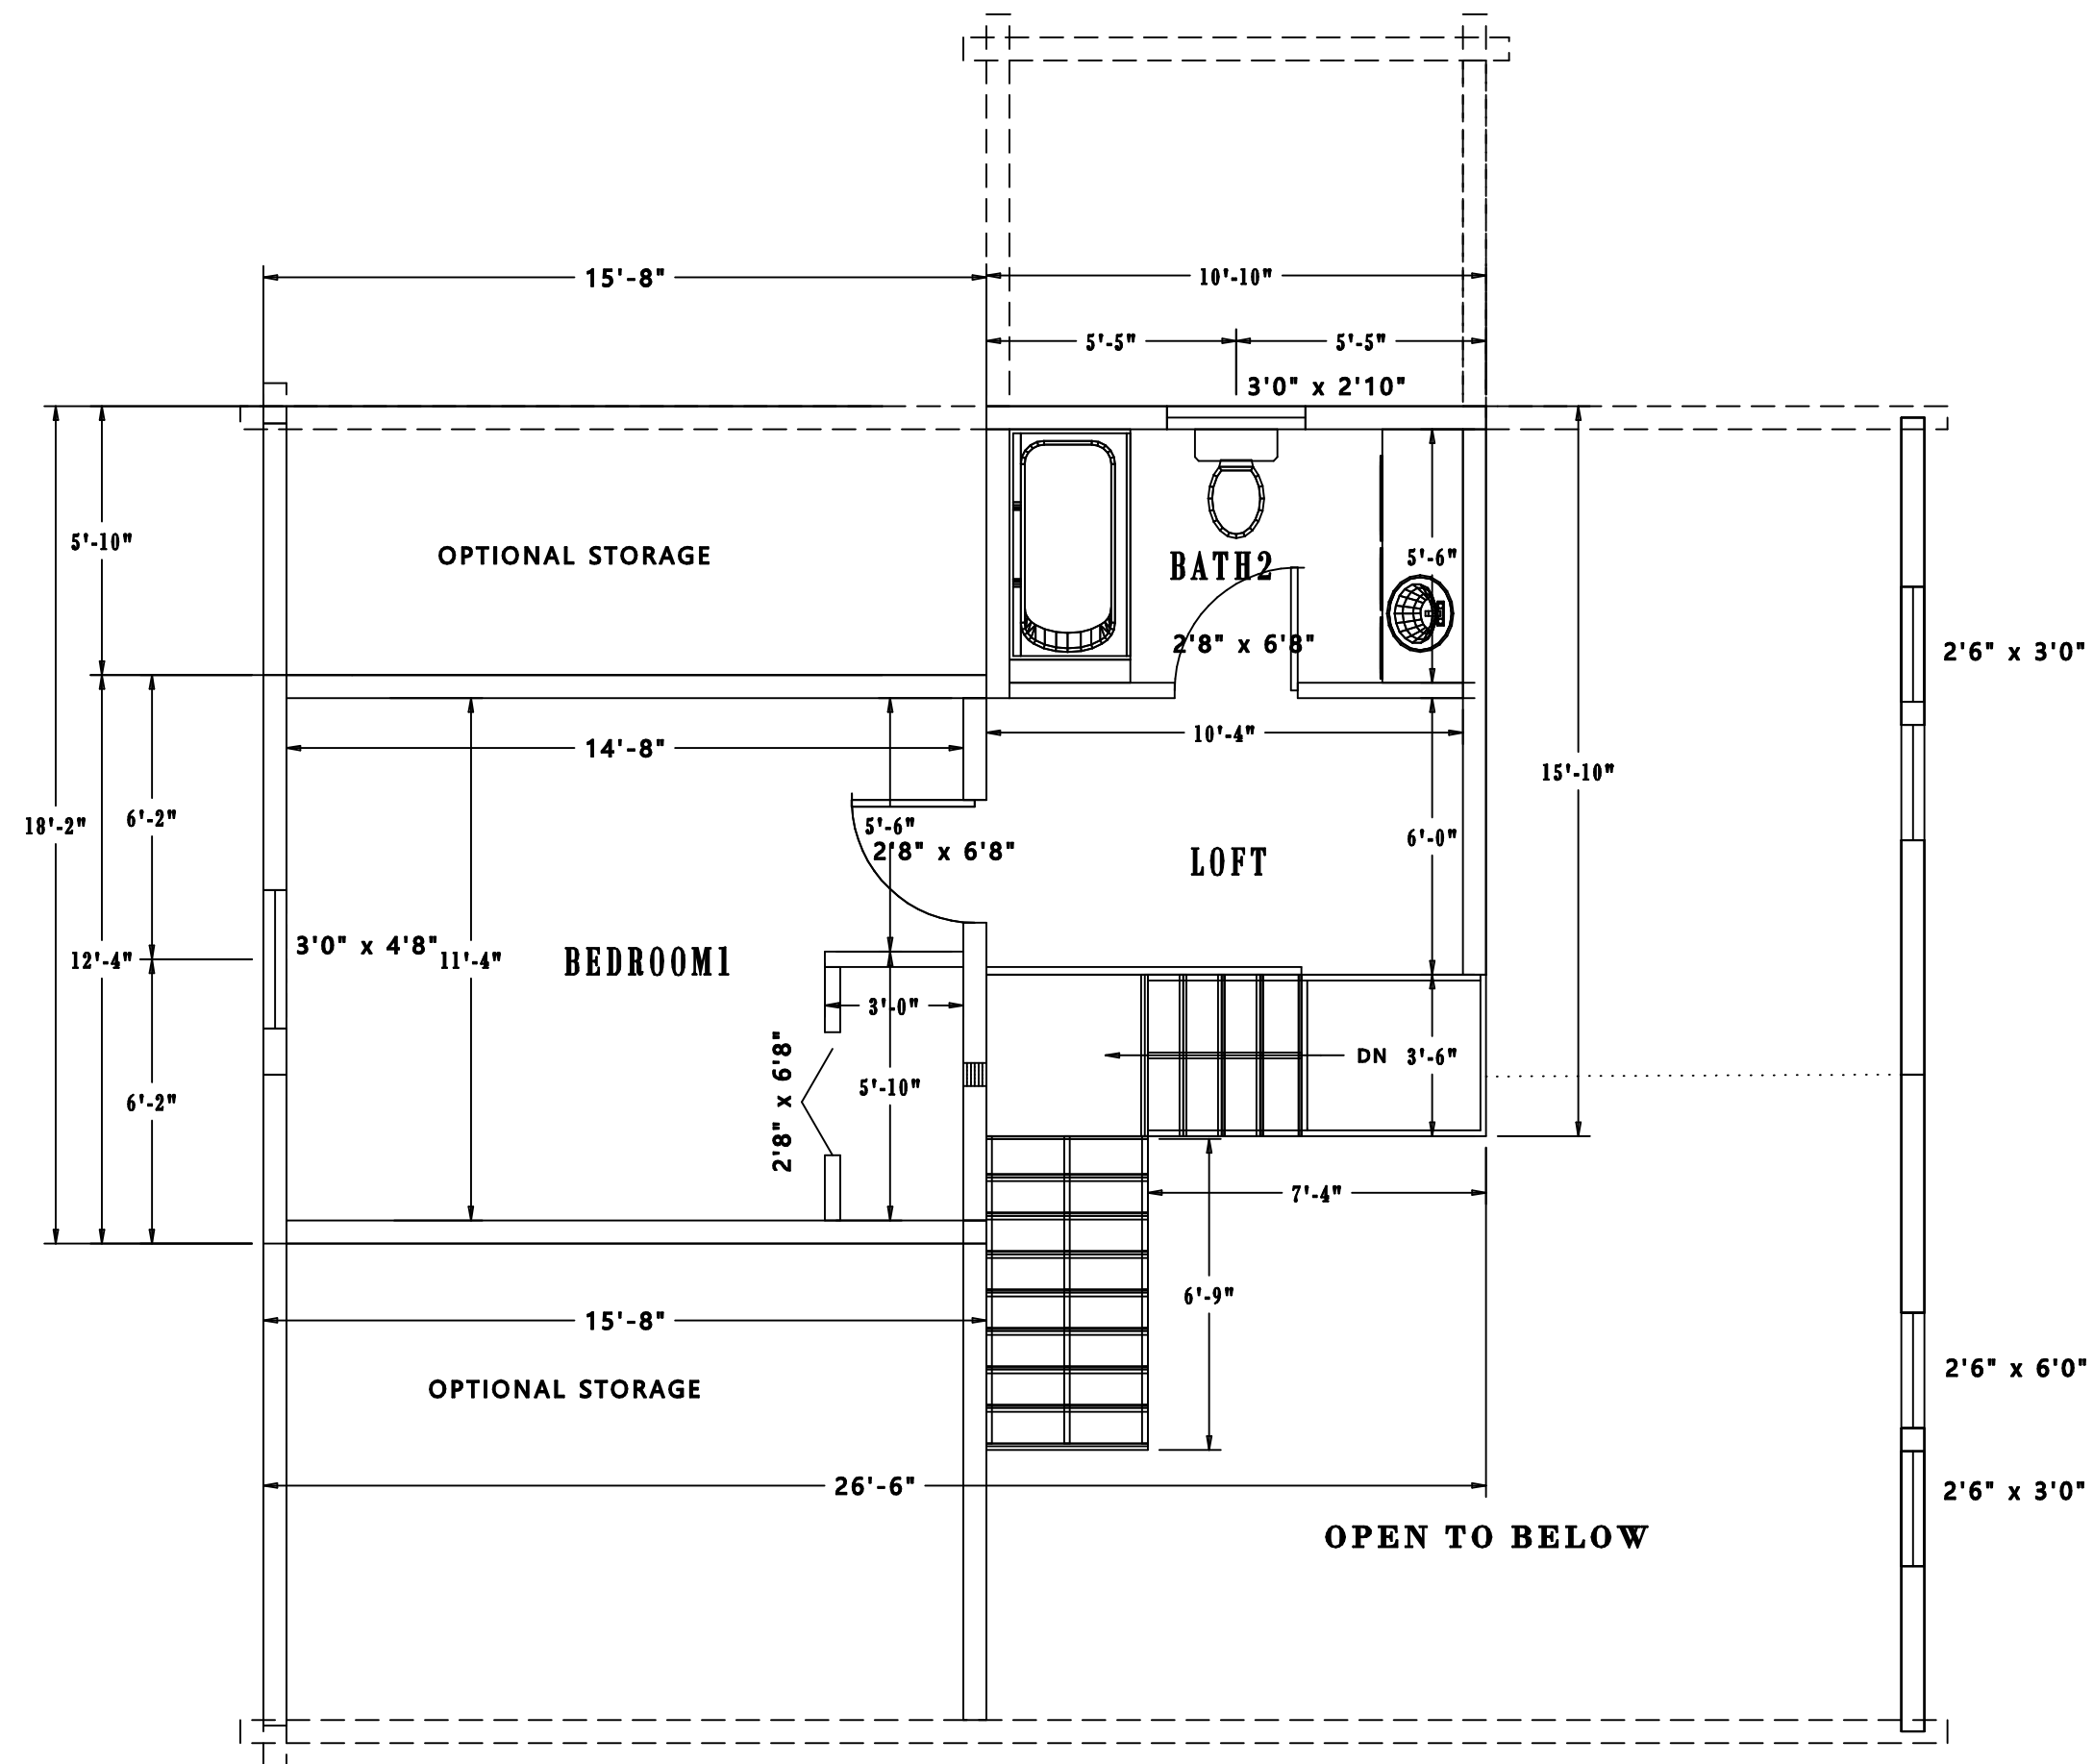 15'-8"
10'-10"
5'-5"
5'-5"
3'0" x 2'10"
5'-10"
OPTIONAL STORAGE
BATH2
5'-6"
2'8" x 6'8"
2'6" x 3'0"
14'-8"
10'-4"
15'-10"
18'-2"
6'-2"
5'-6"
2'8" x 6'8"
LOFT
6'-0"
3'0" x 4'8"
12'-4"
11'-4"
BEDROOM1
3'-0"
2'8" x 6'8"
DN
3'-6"
6'-2"
5'-10"
7'-4"
6'-9"
15'-8"
2'6" x 6'0"
OPTIONAL STORAGE
26'-6"
2'6" x 3'0"
OPEN TO BELOW